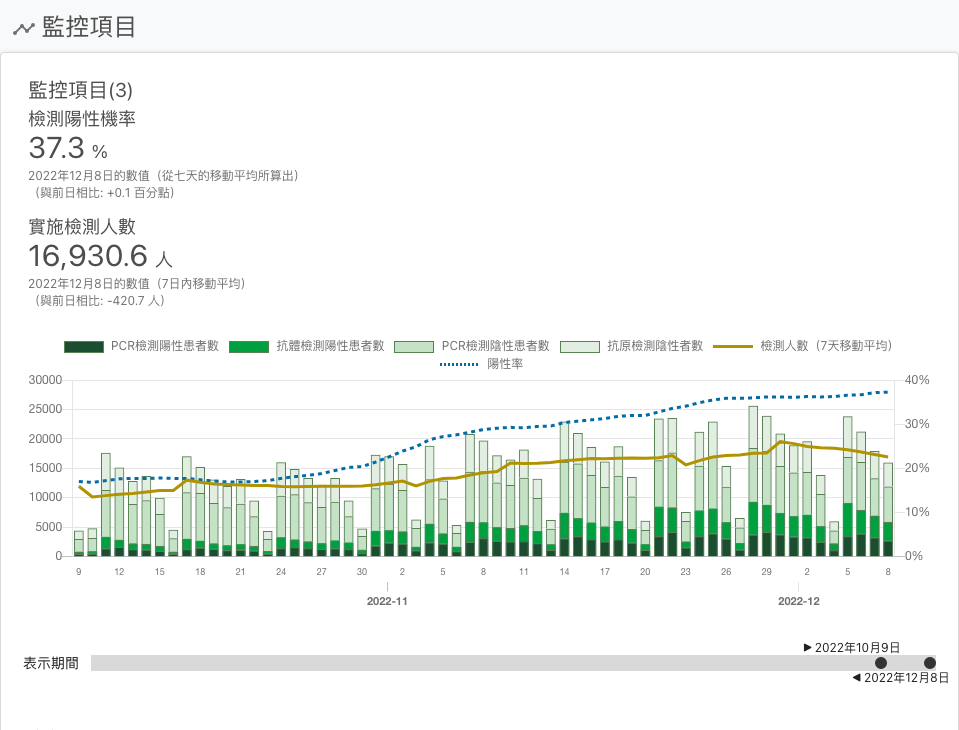 監控項目
監控項目(3)
檢測陽性機率
37.3 %
2022年12月8日的數值（從七天的移動平均所算出）
（與前日相比: +0.1 百分點）
實施檢測人數
16,930.6 人
2022年12月8日的數值（7日內移動平均）
（與前日相比: -420.7 人）
PCR檢測陽性患者數 抗體檢測陽性患者數 PCR檢測陰性患者數 抗原檢測陰性者數 檢測人數（7天移動平均）
陽性率
30000 40%
25000
20000 30%
15000 20%
10000
5000 10%
0 0%
9 12 15 18 21 24 27 30 2 5 8 11 14 17 20 23 26 29 2 5 8
2022-11 2022-12
▶ 2022年10月9日
表示期間
◀ 2022年12月8日